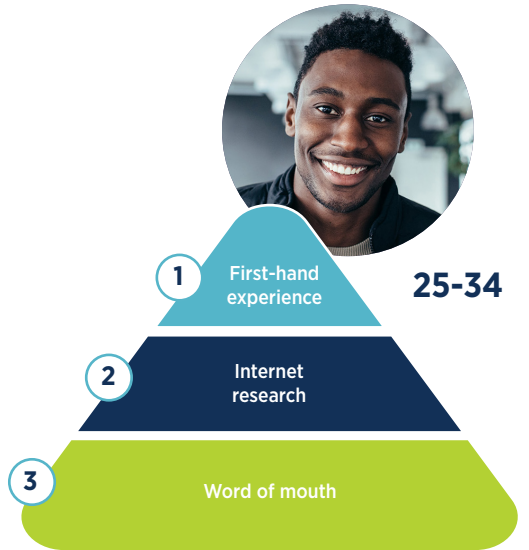 1
First-hand
experience
25-34
2
Internet
research
3
Word of mouth